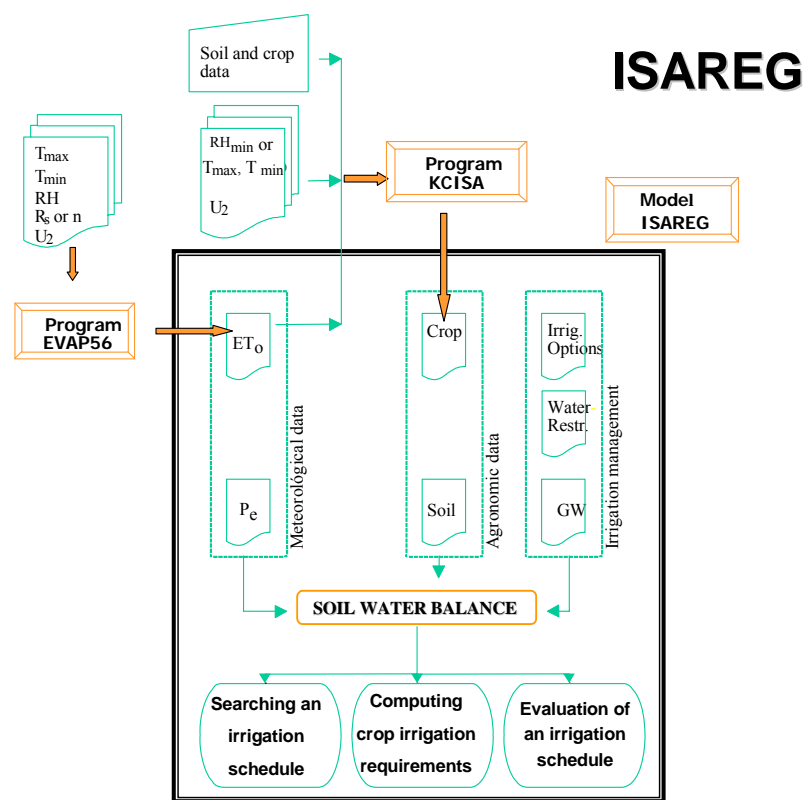 ISAREG
Soil and crop
data
Tmax
Tmin
RH
Rs or n
U2
RHmin or
Tmax, T min)
U2
Program
KCISA
Model
ISAREG
Program
EVAP56
ETo
Pe
Meteorológical data
Crop
Soil
Agronomic data
Irrig.
Options
Water-
Restr.
GW
Irrigation management
SOIL WATER BALANCE
Searching an
irrigation
schedule
Computing
crop irrigation
requirements
Evaluation of
an irrigation
schedule